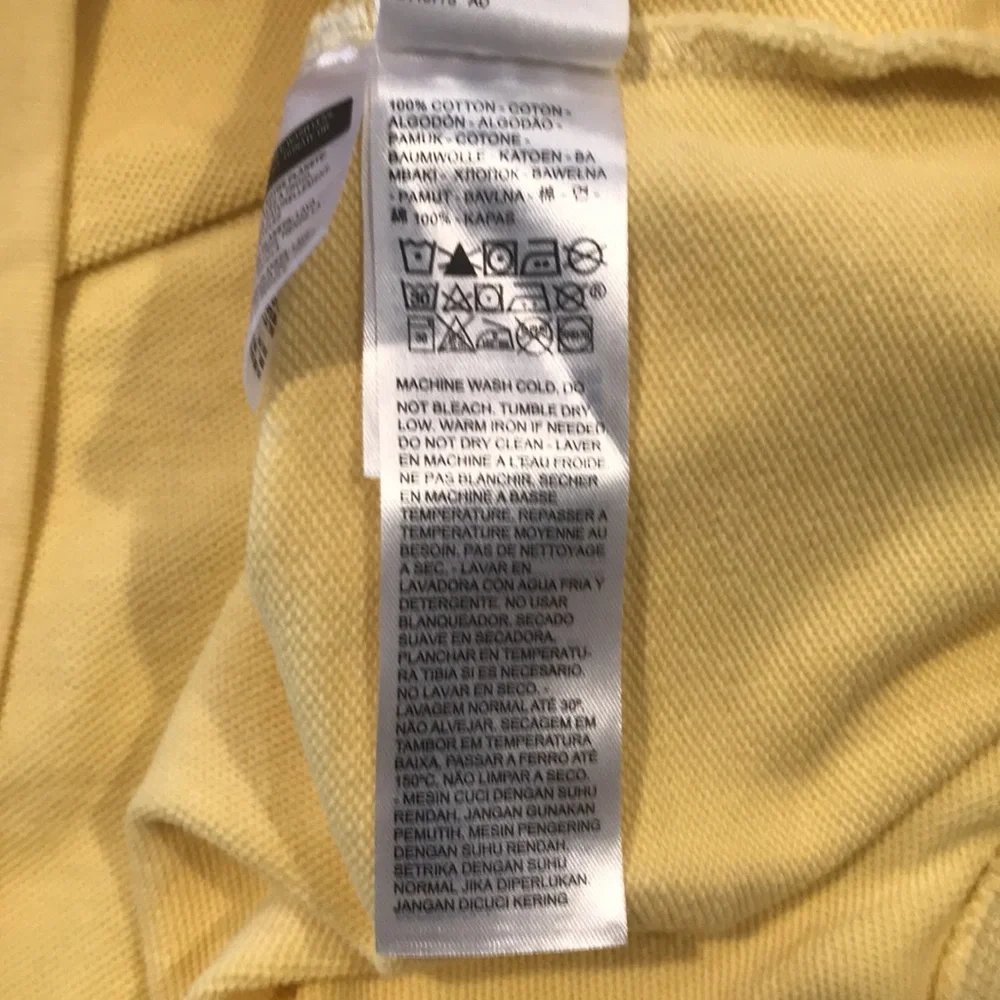 100% COTTON - COTON -
ALGODÓN - ALGODÃO -
PAMUK - COTONE -
BAUMWOLLE - KATOEN - BA
MBAKI - ХЛОПОК - BAWEŁNA
- PAMUT - BAVLNA - 棉 - 면 -
綿 100% - KAPAS
30 ®
MACHINE WASH COLD, DO
NOT BLEACH, TUMBLE DRY
LOW, WARM IRON IF NEEDED
DO NOT DRY CLEAN - LAVER
EN MACHINE A L'EAU FROIDE
NE PAS BLANCHIR, SECHER
EN MACHINE A BASSE
TEMPERATURE, REPASSER A
TEMPERATURE MOYENNE AU
BESOIN, PAS DE NETTOYAGE
A SEC. - LAVAR EN
LAVADORA CON AGUA FRIA Y
DETERGENTE, NO USAR
BLANQUEADOR, SECADO
SUAVE EN SECADORA,
PLANCHAR EN TEMPERATU-
RA TIBIA SI ES NECESARIO,
NO LAVAR EN SECO. -
LAVAGEM NORMAL ATÉ 30º,
NÃO ALVEJAR, SECAGEM EM
TAMBOR EM TEMPERATURA
BAIXA, PASSAR A FERRO ATÉ
150ºC, NÃO LIMPAR A SECO.
- MESIN CUCI DENGAN SUHU
RENDAH, JANGAN GUNAKAN
PEMUTIH, MESIN PENGERING
DENGAN SUHU RENDAH,
SETRIKA DENGAN SUHU
NORMAL JIKA DIPERLUKAN,
JANGAN DICUCI KERING